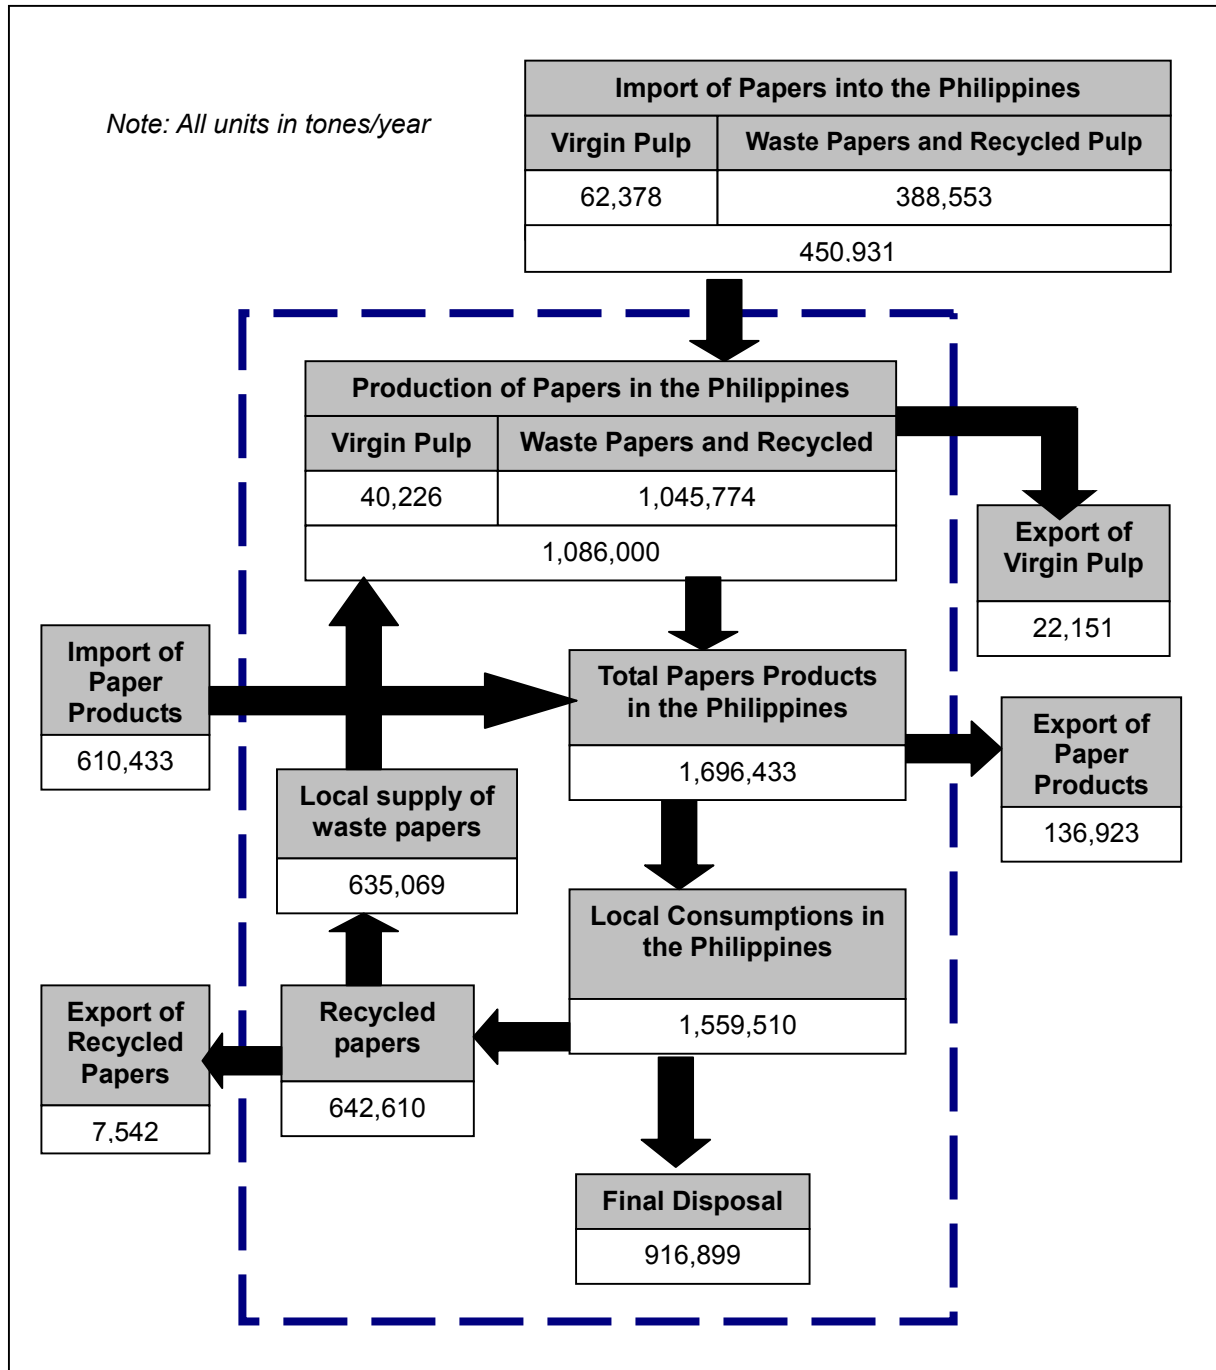 Note: All units in tones/year
Import of Papers into the Philippines
Virgin Pulp
Waste Papers and Recycled Pulp
62,378
388,553
450,931
Production of Papers in the Philippines
Virgin Pulp
Waste Papers and Recycled
40,226
1,045,774
1,086,000
Export of
Virgin Pulp
22,151
Import of
Paper
Products
610,433
Total Papers Products
in the Philippines
1,696,433
Export of
Paper
Products
136,923
Local supply of
waste papers
635,069
Local Consumptions in
the Philippines
1,559,510
Export of
Recycled
Papers
7,542
Recycled
papers
642,610
Final Disposal
916,899